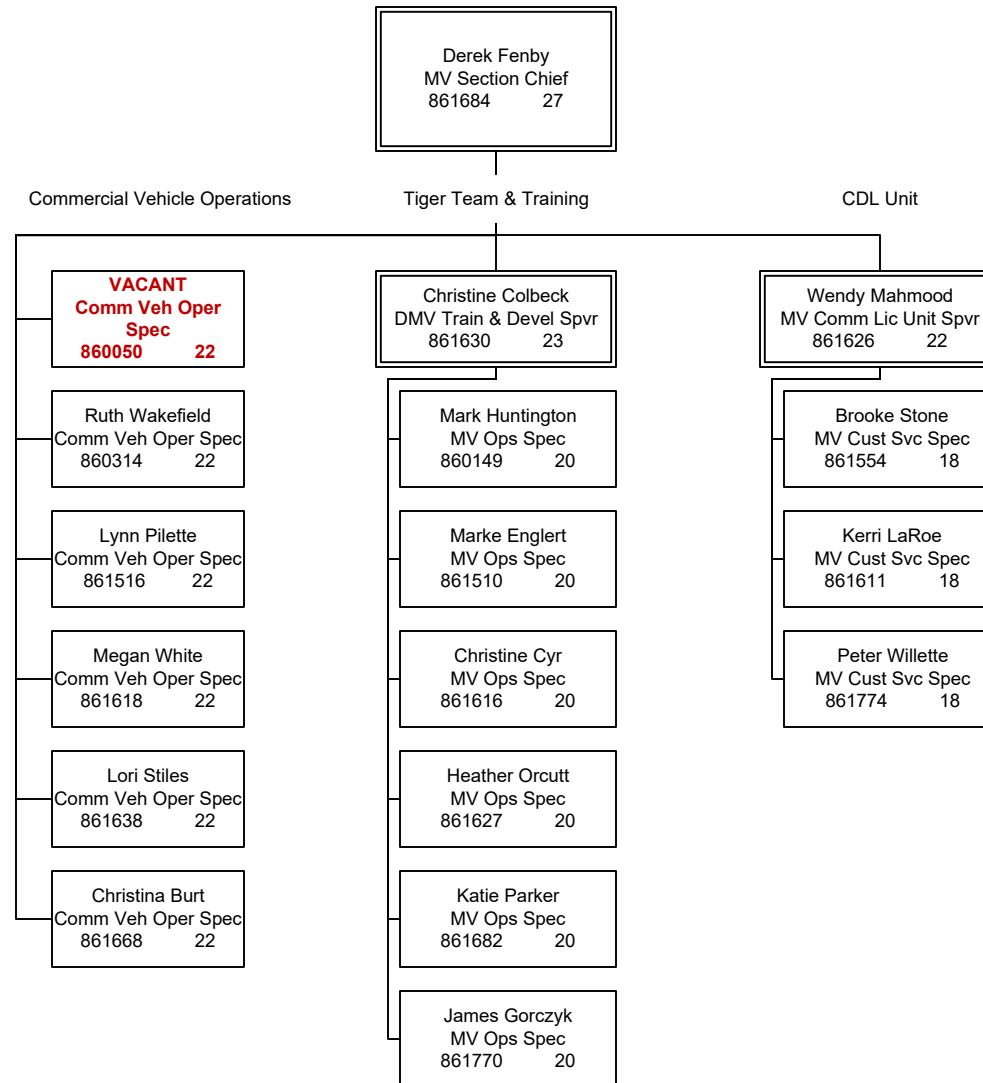 Derek Fenby
MV Section Chief
861684 27
Commercial Vehicle Operations
Tiger Team & Training
CDL Unit
VACANT
Comm Veh Oper
Spec
860050 22
Ruth Wakefield
Comm Veh Oper Spec
860314 22
Lynn Pilette
Comm Veh Oper Spec
861516 22
Megan White
Comm Veh Oper Spec
861618 22
Lori Stiles
Comm Veh Oper Spec
861638 22
Christina Burt
Comm Veh Oper Spec
861668 22
Christine Colbeck
DMV Train & Devel Spvr
861630 23
Mark Huntington
MV Ops Spec
860149 20
Marke Englert
MV Ops Spec
861510 20
Christine Cyr
MV Ops Spec
861616 20
Heather Orcutt
MV Ops Spec
861627 20
Katie Parker
MV Ops Spec
861682 20
James Gorczyk
MV Ops Spec
861770 20
Wendy Mahmood
MV Comm Lic Unit Spvr
861626 22
Brooke Stone
MV Cust Svc Spec
861554 18
Kerri LaRoe
MV Cust Svc Spec
861611 18
Peter Willette
MV Cust Svc Spec
861774 18